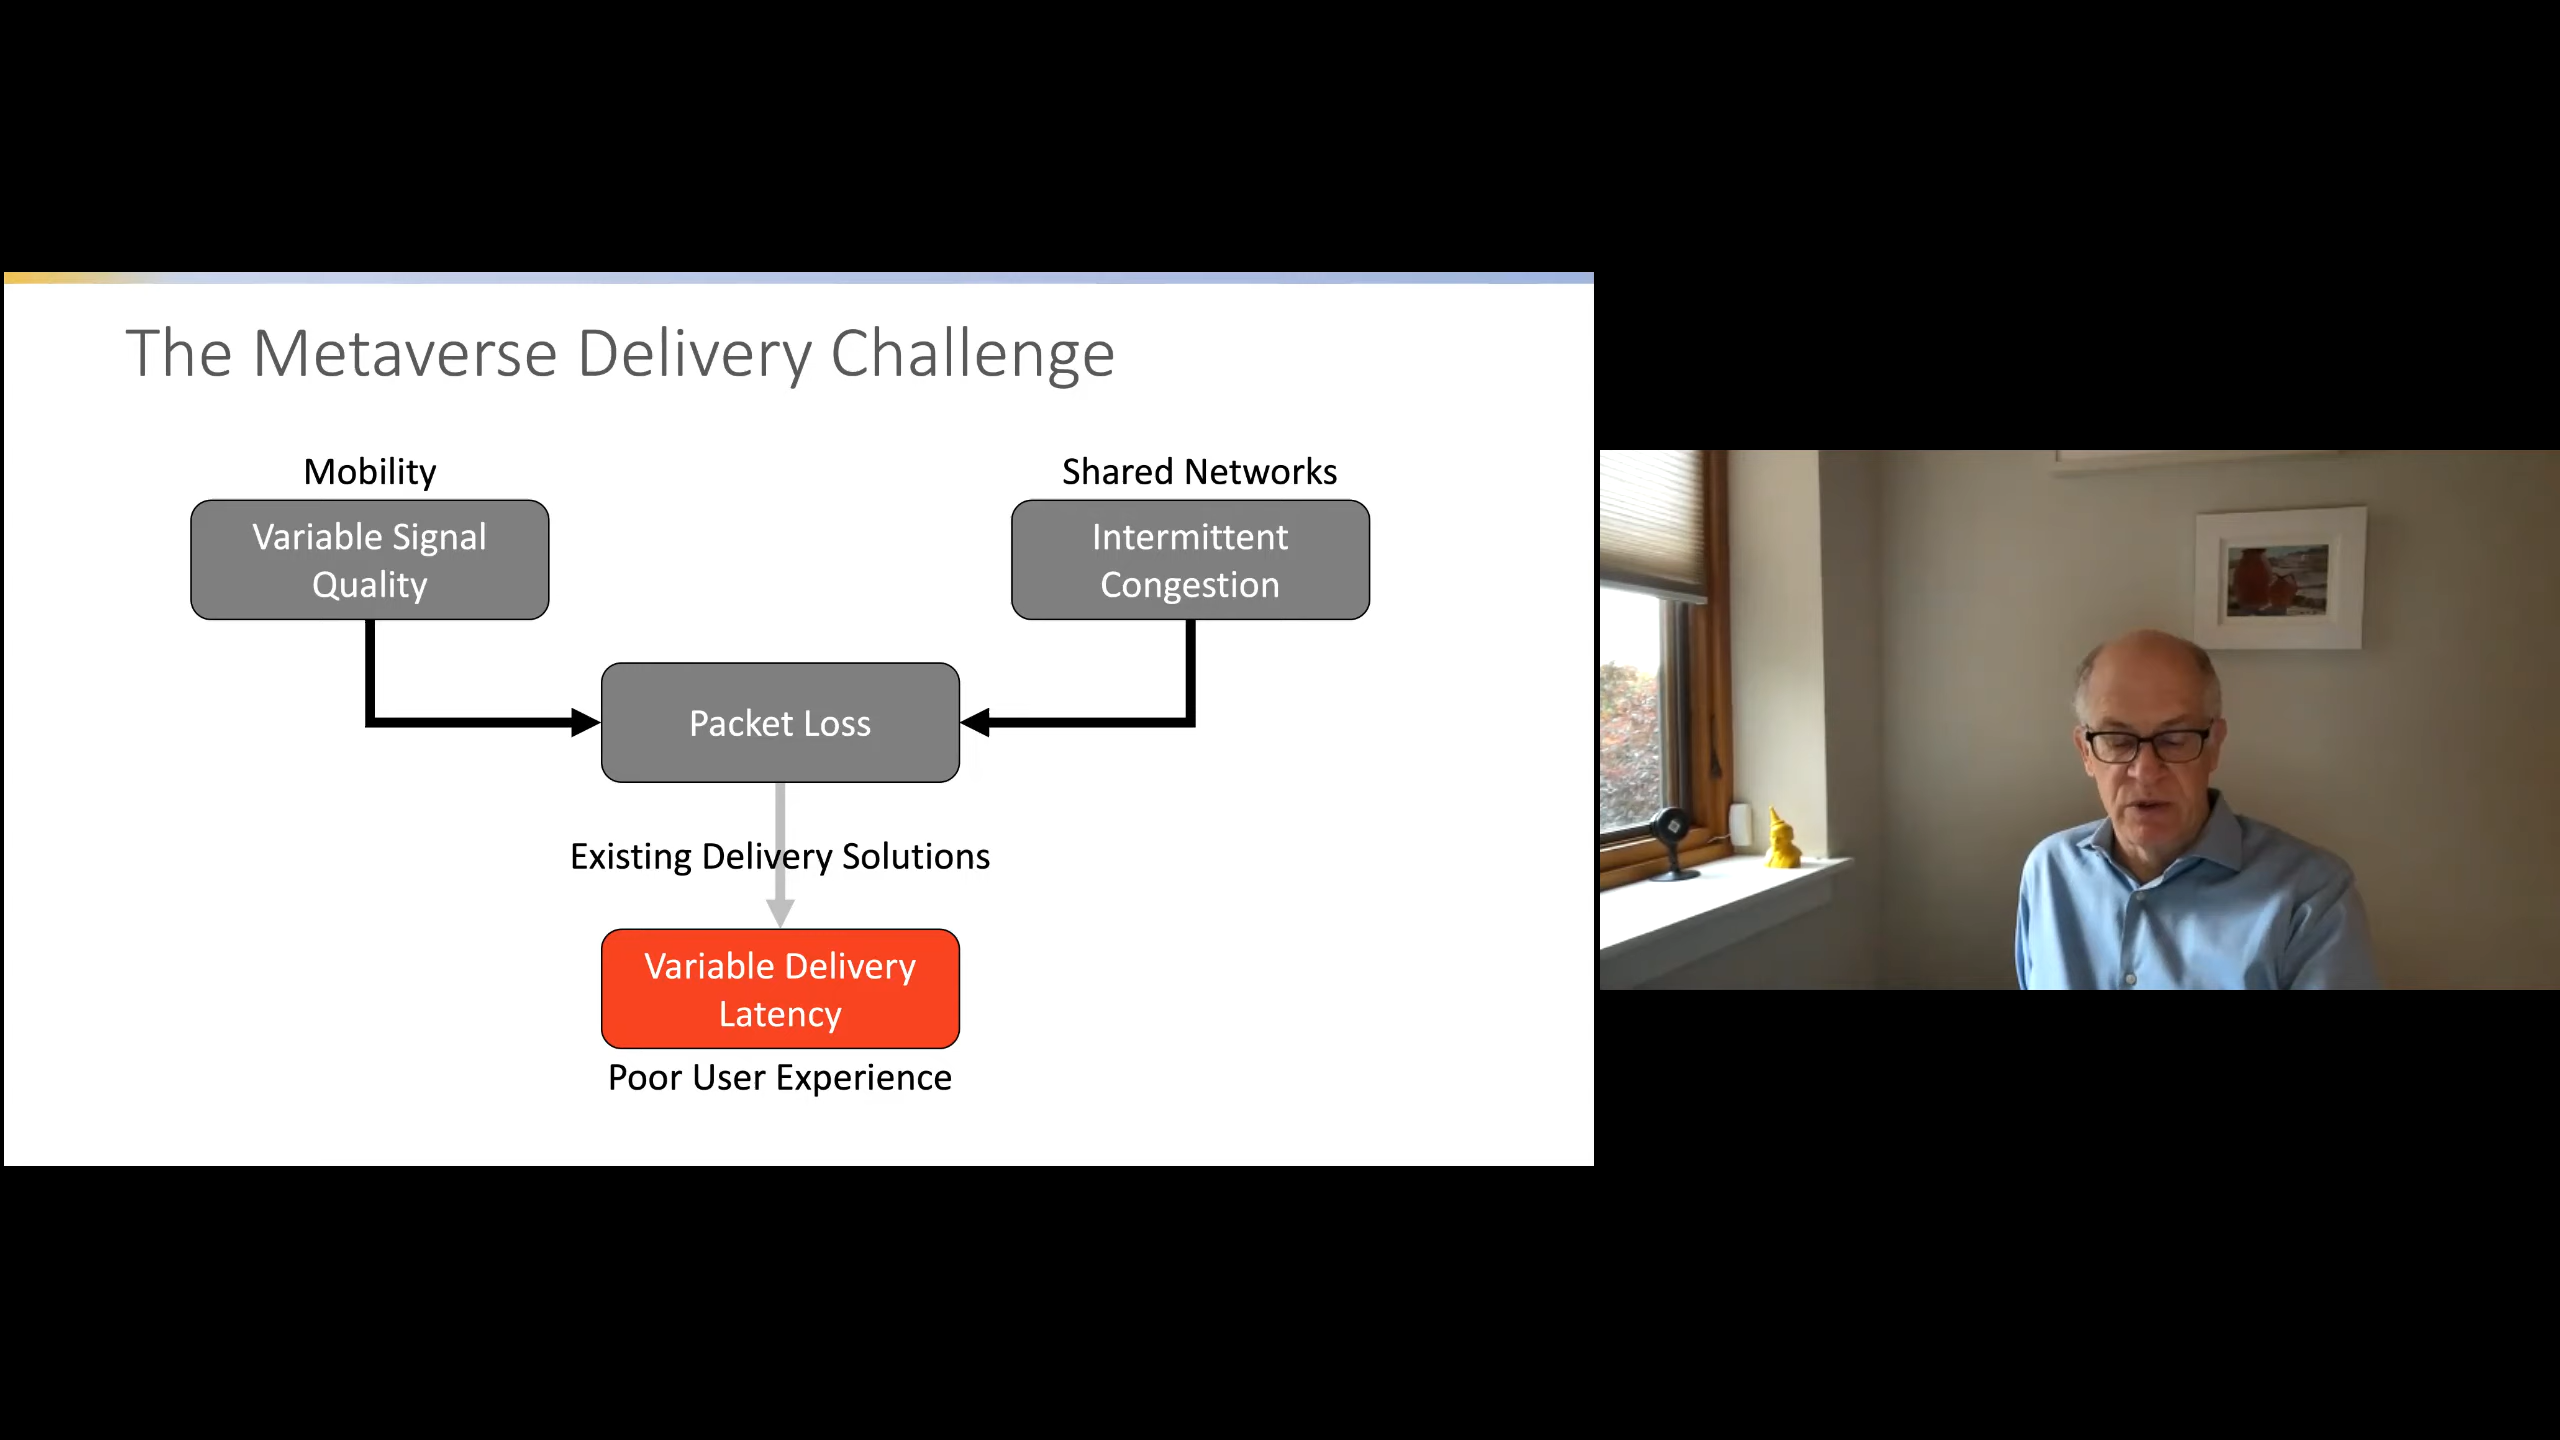 The Metaverse Delivery Challenge
Mobility
Variable Signal
Quality
Shared Networks
Intermittent
Congestion
Packet Loss
Existing Delivery Solutions
Variable Delivery
Latency
Poor User Experience